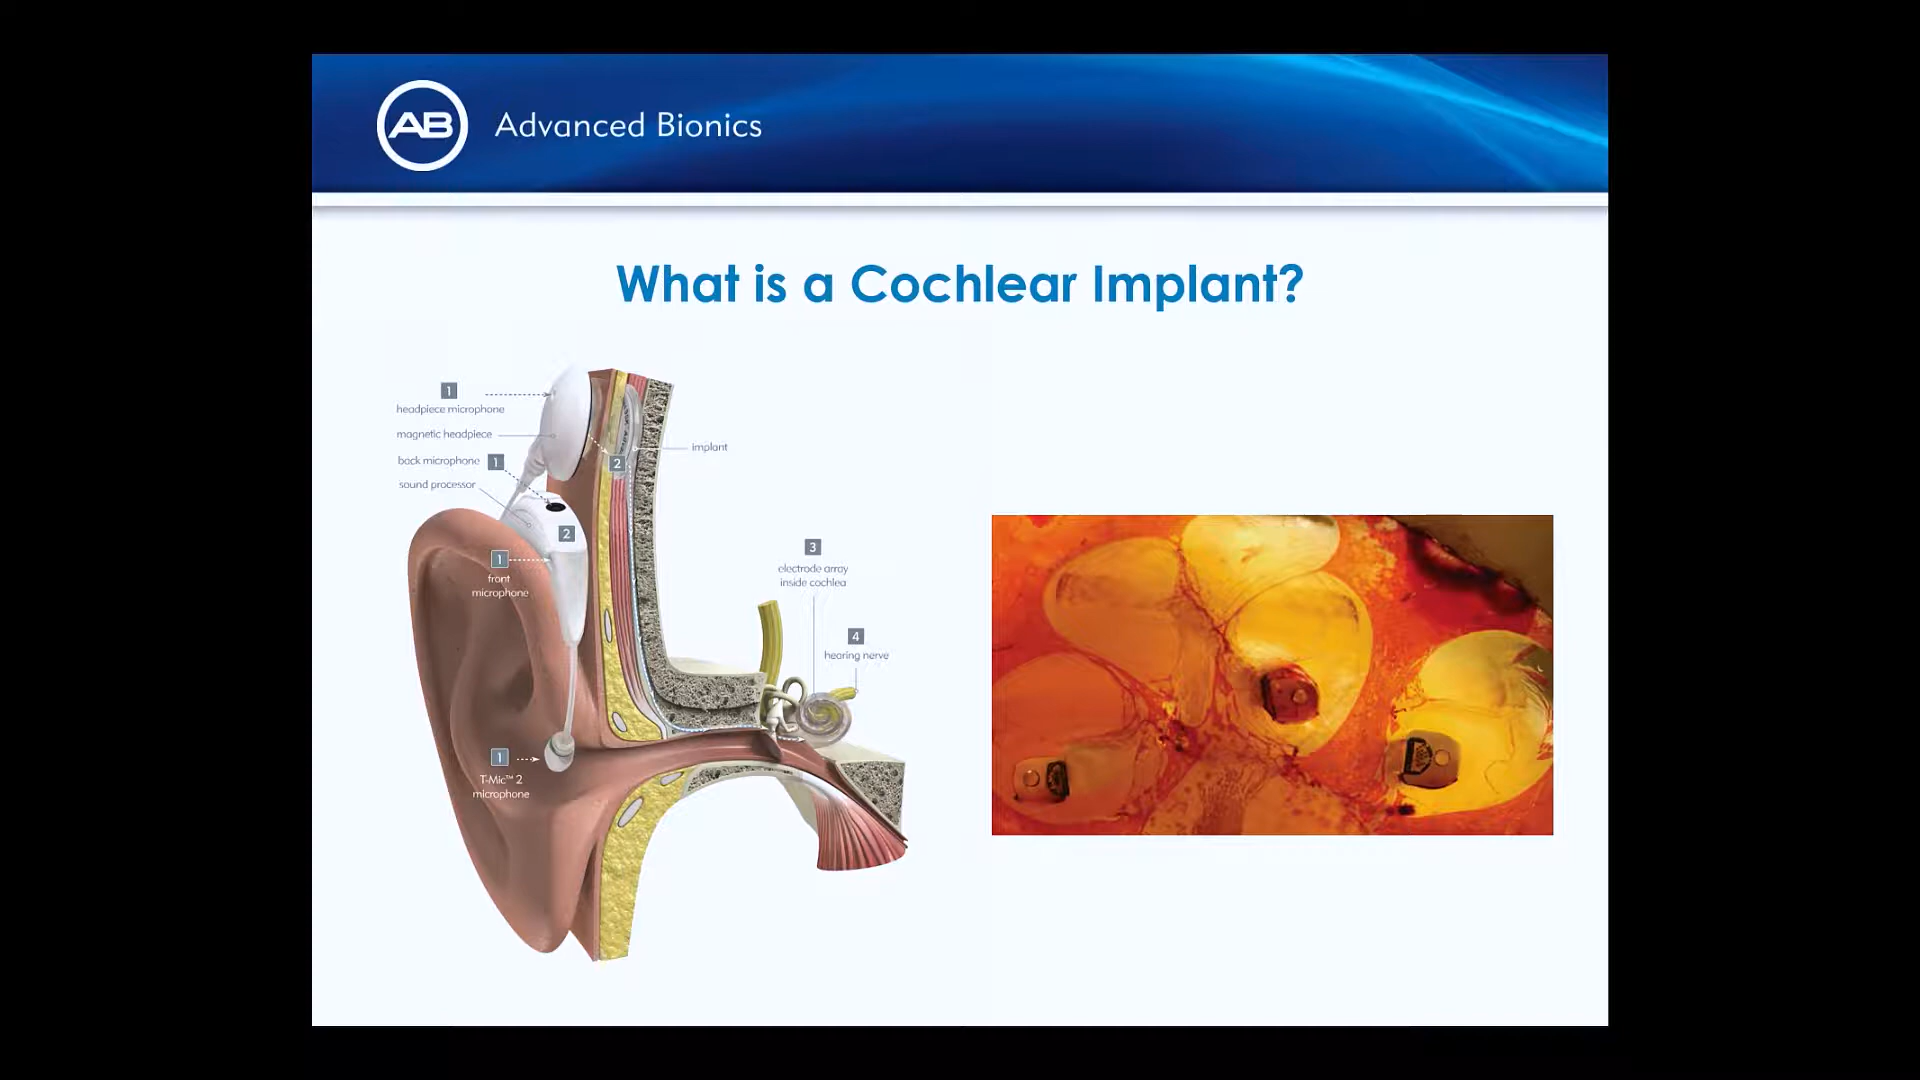 AB
Advanced Bionics
What is a Cochlear Implant?
1
headpiece microphone
magnetic headpiece
back microphone 1
sound processor
2
1
front
microphone
1
T-Mic™ 2
microphone
implant
2
3
electrode array
inside cochlea
4
hearing nerve